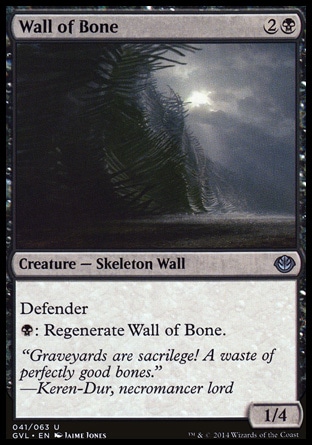 Wall of Bone 2
Creature — Skeleton Wall
Defender
: Regenerate Wall of Bone.
“Graveyards are sacrilege! A waste of
perfectly good bones.”
—Keren-Dur, necromancer lord
1/4
041/063 U
GVL • EN Jaime Jones
™ & © 2014 Wizards of the Coast